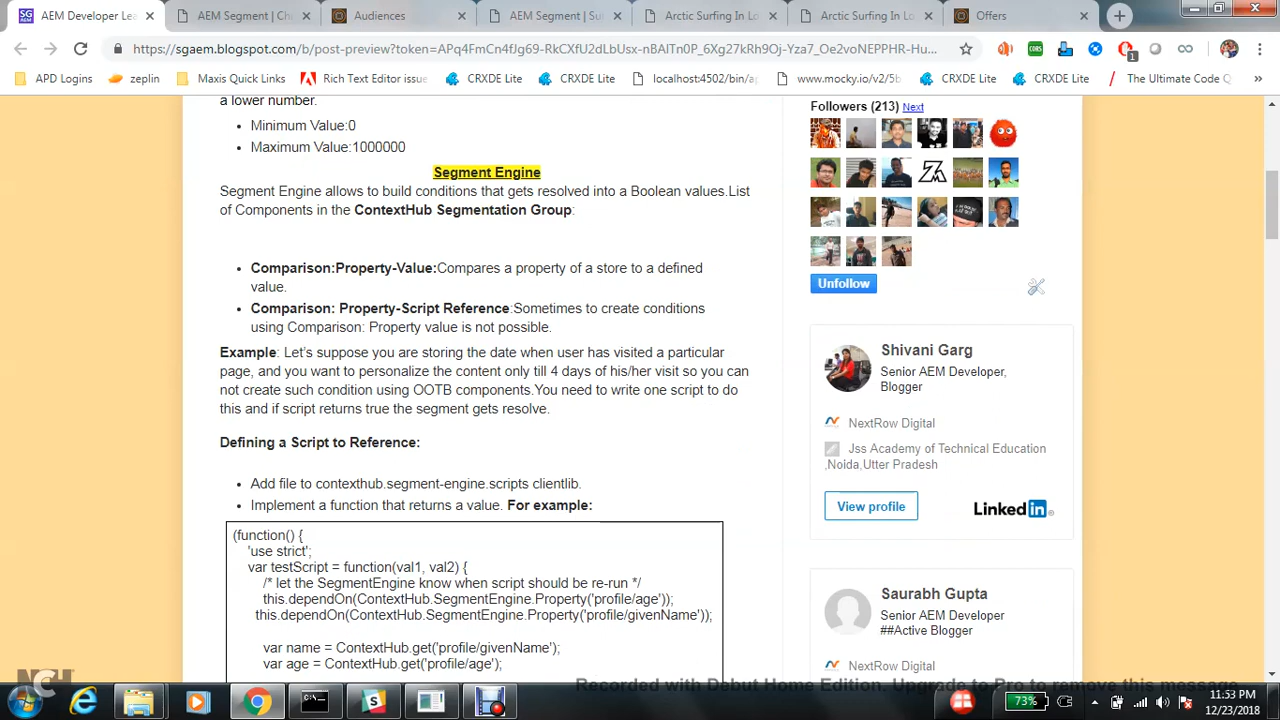 AEM Developer Lea
AEM Segment | Cha
Audiences
AEM Segment | Su
Arctic Surfing In Lo
Arctic Surfing In Lo
Offers
https://sgaem.blogspot.com/b/post-preview?token=APq4FmCn4fJg69-RkCXfU2dLbUsx-nBAITn0P_6Xg27kRh9Oj-Yza7_Oe2voNEPPHR-Hu...
1
APD Logins
zeplin
Maxis Quick Links
Rich Text Editor issue
CRXDE Lite
CRXDE Lite
localhost:4502/bin/a
www.mocky.io/v2/5b
CRXDE Lite
CRXDE Lite
The Ultimate Code Q
»
a lower number.
• Minimum Value:0
• Maximum Value:1000000
Segment Engine
Segment Engine allows to build conditions that gets resolved into a Boolean values.List
of Components in the ContextHub Segmentation Group:
• Comparison:Property-Value:Compares a property of a store to a defined
value.
• Comparison: Property-Script Reference:Sometimes to create conditions
using Comparison: Property value is not possible.
Example: Let's suppose you are storing the date when user has visited a particular
page, and you want to personalize the content only till 4 days of his/her visit so you can
not create such condition using OOTB components.You need to write one script to do
this and if script returns true the segment gets resolve.
Defining a Script to Reference:
• Add file to contexthub.segment-engine.scripts clientlib.
• Implement a function that returns a value. For example:
(function() {
'use strict';
var testScript = function(val1, val2) {
/* let the SegmentEngine know when script should be re-run */
this.dependOn(ContextHub.SegmentEngine.Property('profile/age'));
this.dependOn(ContextHub.SegmentEngine.Property('profile/givenName'));
var name = ContextHub.get('profile/givenName');
var age = ContextHub.get('profile/age');
Followers (213) Next
Unfollow
Shivani Garg
Senior AEM Developer,
Blogger
NextRow Digital
Jss Academy of Technical Education
,Noida,Utter Pradesh
View profile
LinkedIn
Saurabh Gupta
Senior AEM Developer
##Active Blogger
NextRow Digital
NCH
Recorded with Debut Home Edition. Upgrade to Pro to remove this message
73%
11:53 PM
12/23/2018